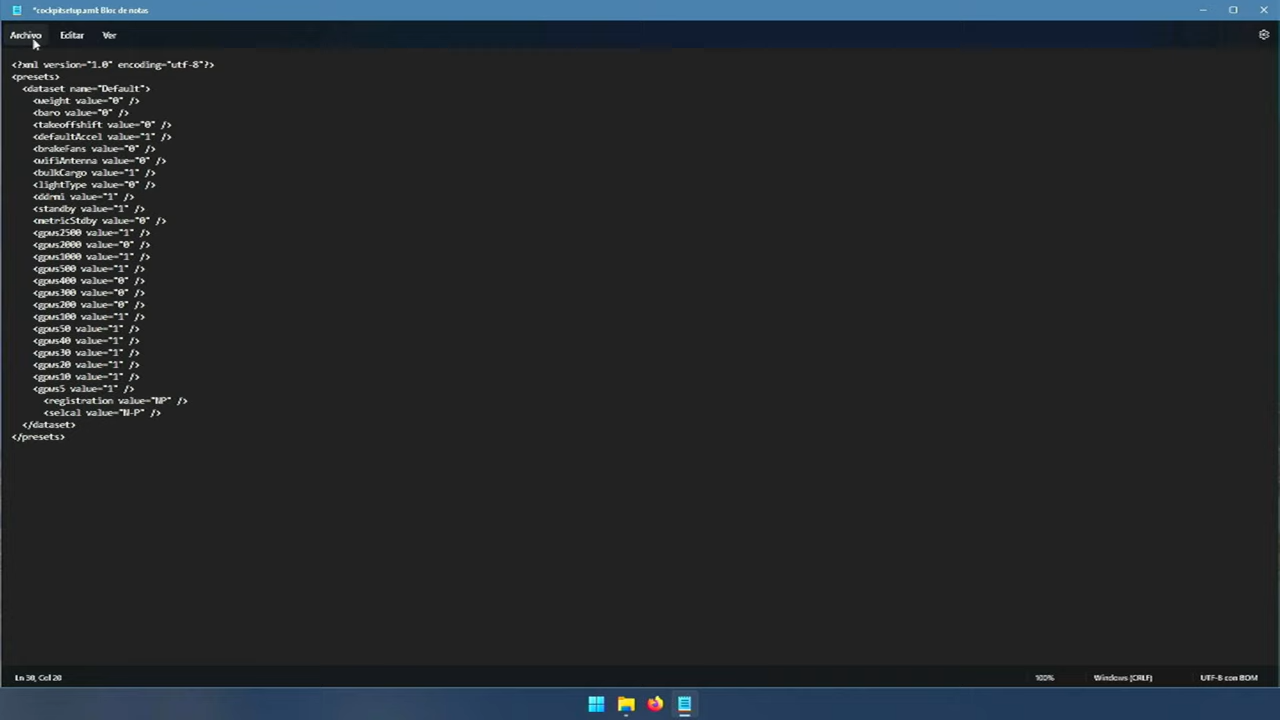 *cockpitsetup.xml: Bloc de notas
Archivo Editar Ver
<?xml version="1.0" encoding="utf-8"?>
<presets>
<dataset name="Default">
<weight value="0" />
<baro value="0" />
<takeoffshift value="0" />
<defaultAccel value="1" />
<brakeFans value="0" />
<wifiAntenna value="0" />
<bulkCargo value="1" />
<lightType value="0" />
<ddrmi value="1" />
<standby value="1" />
<metricStdby value="0" />
<gpws2500 value="1" />
<gpws2000 value="0" />
<gpws1000 value="1" />
<gpws500 value="1" />
<gpws400 value="0" />
<gpws300 value="0" />
<gpws200 value="0" />
<gpws100 value="1" />
<gpws50 value="1" />
<gpws40 value="1" />
<gpws30 value="1" />
<gpws20 value="1" />
<gpws10 value="1" />
<gpws5 value="1" />
<registration value="NP" />
<selcal value="N-P" />
</dataset>
</presets>
Ln 30, Col 20 100% Windows (CRLF) UTF-8 con BOM